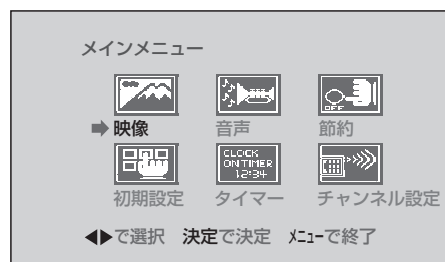 メインメニュー
OFF
➡映像 音声 節約
CLOCK
ON TIMER
12:34
初期設定 タイマー チャンネル設定
◀▶で選択 決定で決定 ﾒﾆｭｰで終了